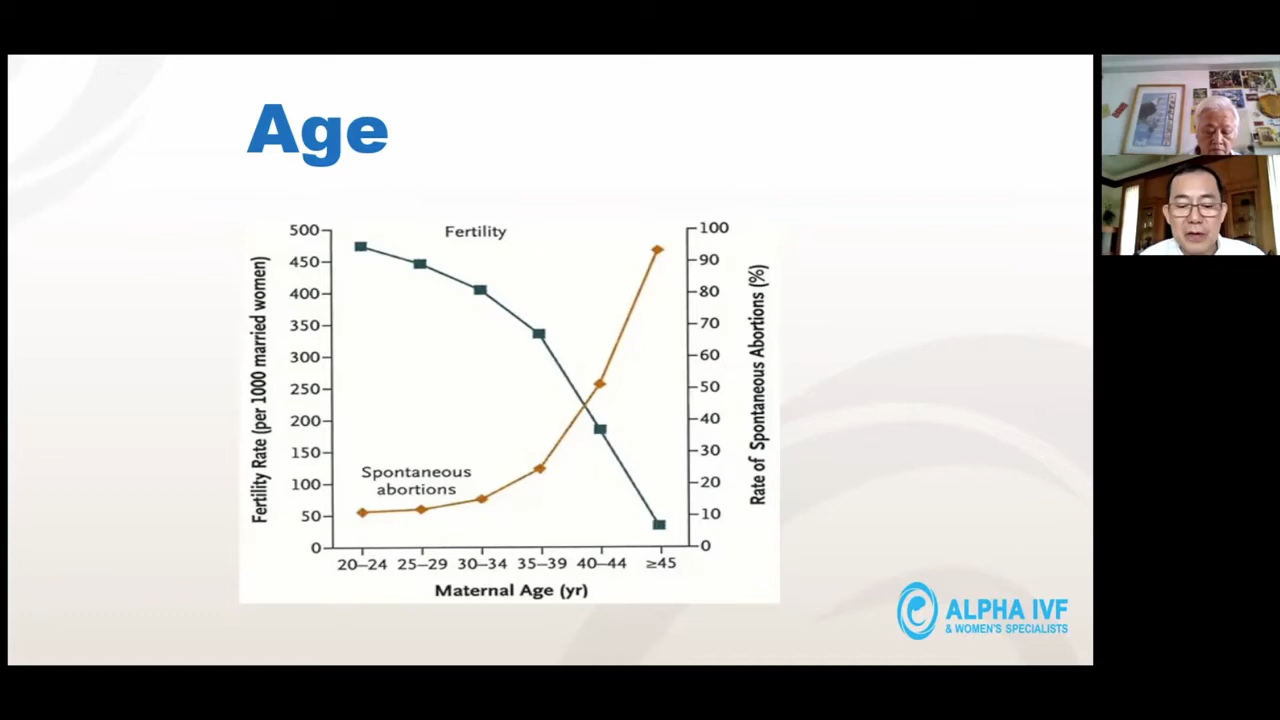 Age
Fertility
500
450
400
350
300
250
200
150
100
50
0
Fertility Rate (per 1000 married women)
Spontaneous
abortions
100
90
80
70
60
50
40
30
20
10
0
Rate of Spontaneous Abortions (%)
20–24 25–29 30–34 35–39 40–44 ≥45
Maternal Age (yr)
ALPHA IVF
& WOMEN'S SPECIALISTS